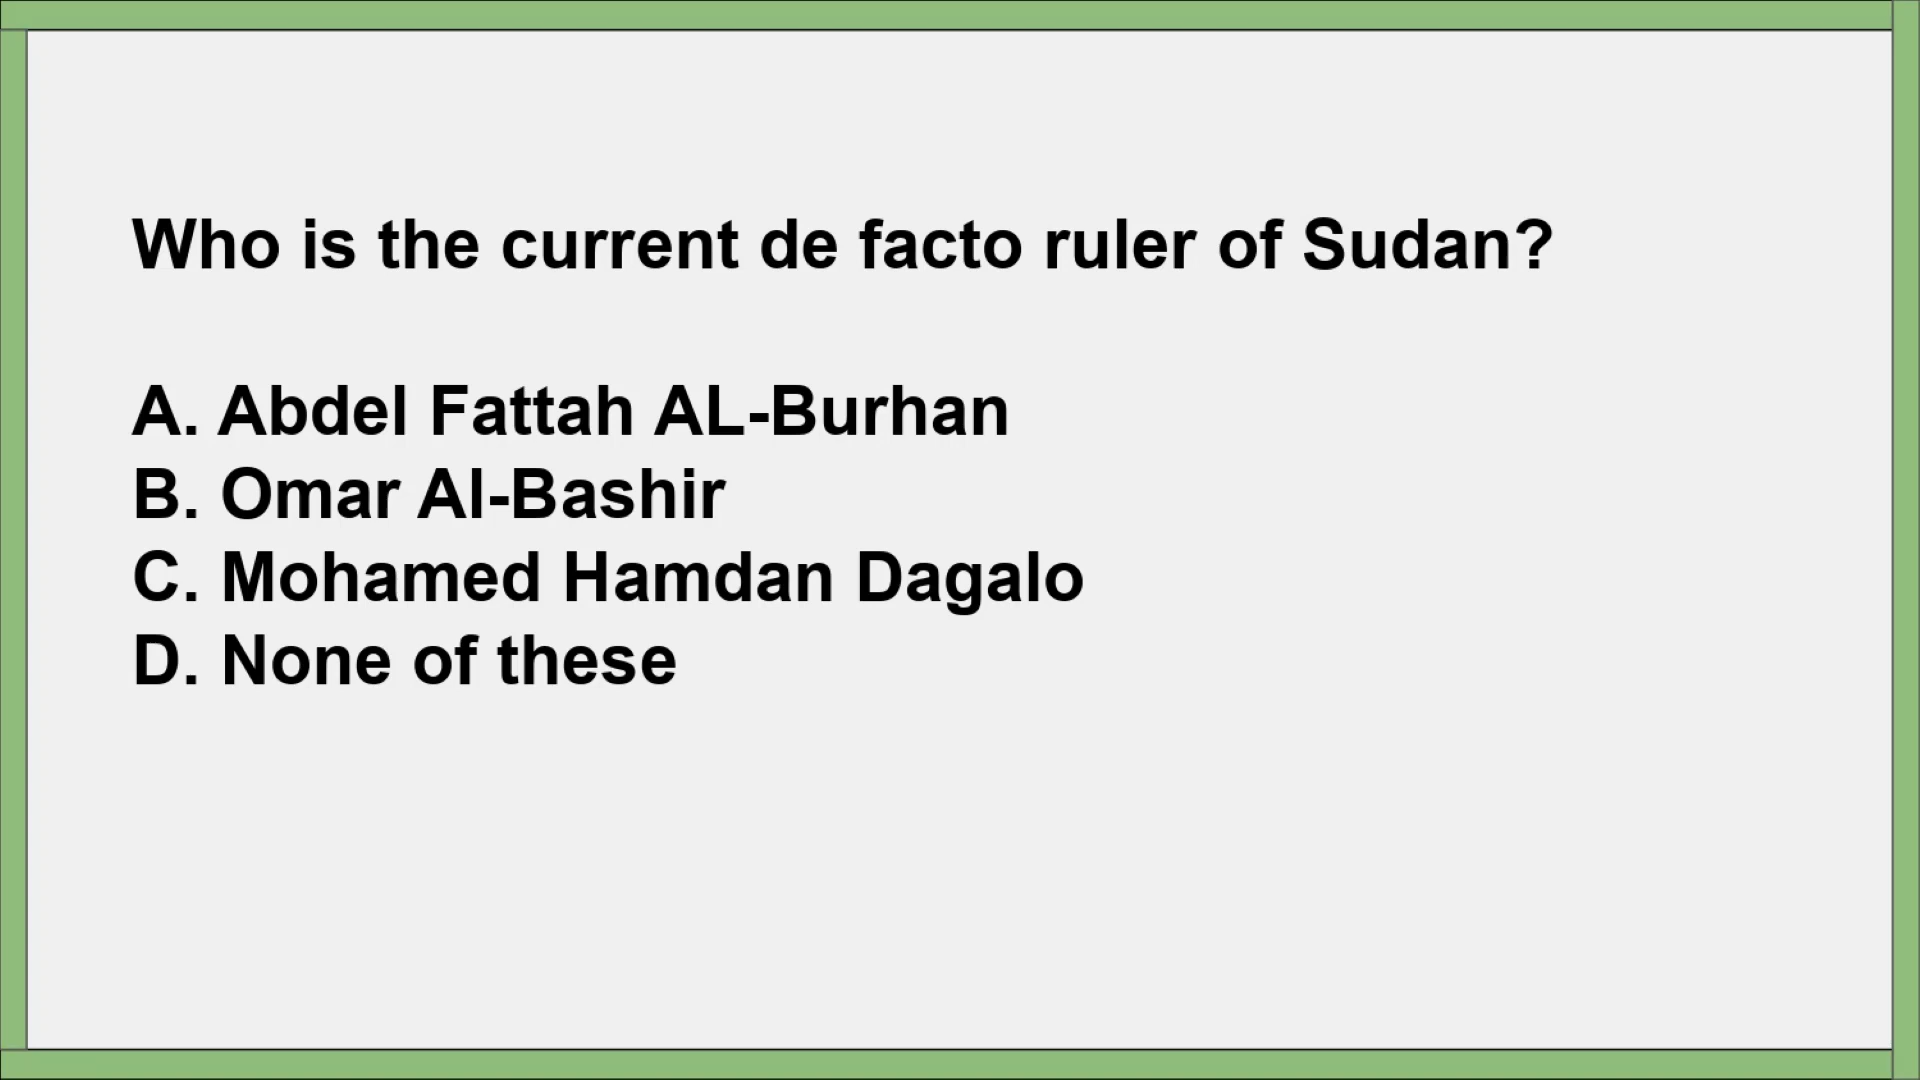 Who is the current de facto ruler of Sudan?
A. Abdel Fattah AL-Burhan
B. Omar Al-Bashir
C. Mohamed Hamdan Dagalo
D. None of these